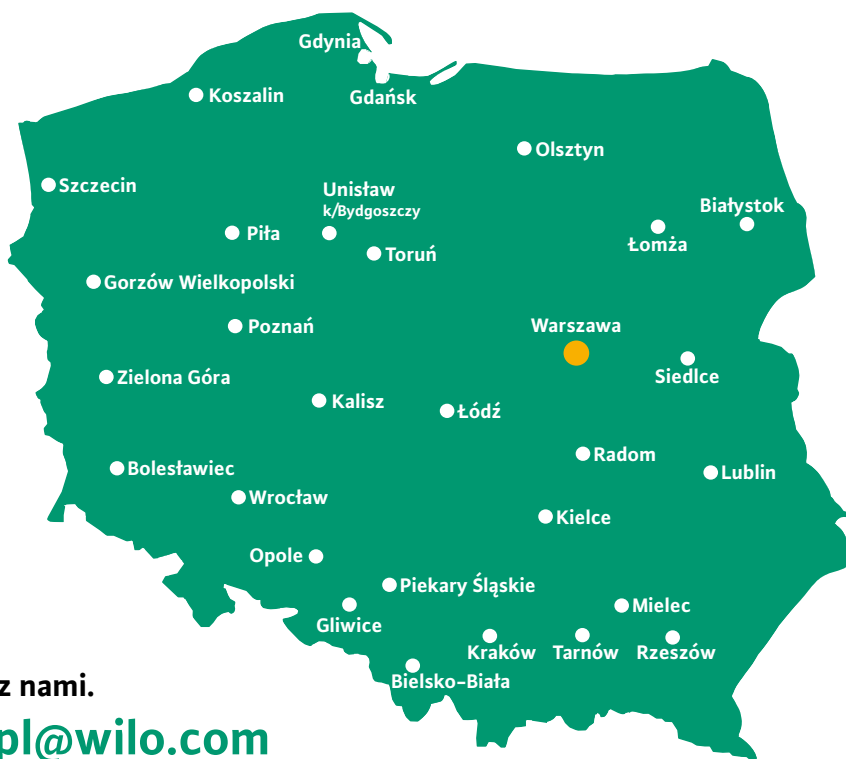 Gdynia
Koszalin
Gdańsk
Olsztyn
Szczecin
Unisław
k/Bydgoszczy
Białystok
Piła
Łomża
Toruń
Gorzów Wielkopolski
Poznań
Warszawa
Zielona Góra
Siedlce
Kalisz
Łódź
Radom
Bolesławiec
Lublin
Wrocław
Kielce
Opole
Piekary Śląskie
Mielec
Gliwice
Kraków
Tarnów
Rzeszów
Bielsko-Biała
z nami.
pl@wilo.com